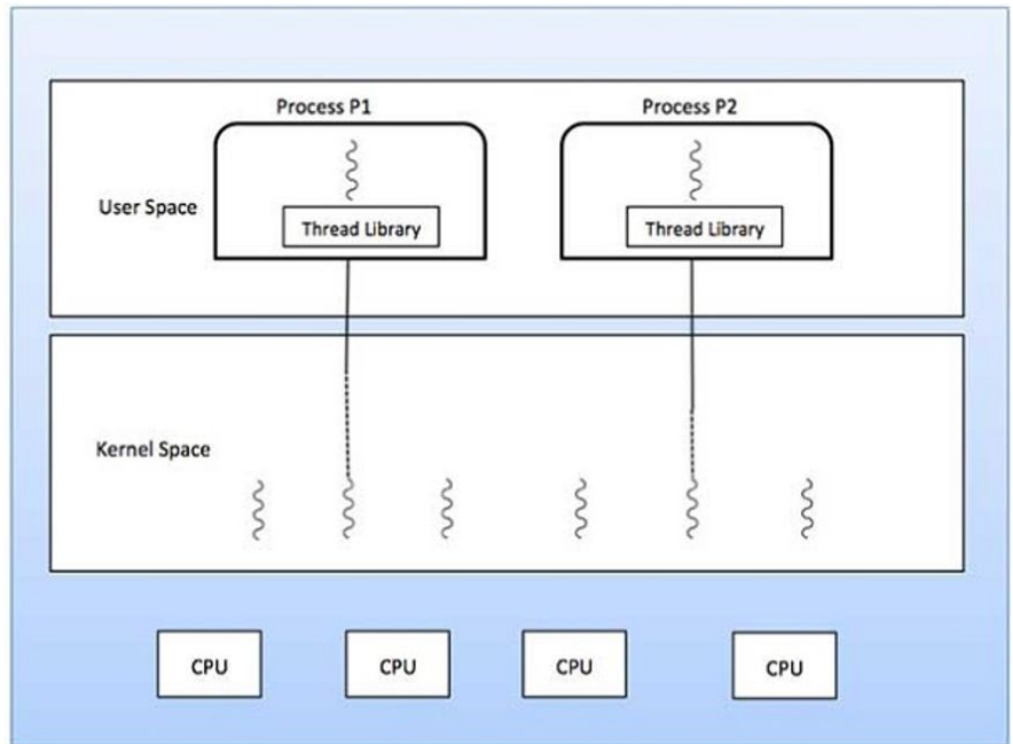 Process P1
Process P2
User Space
Thread Library
Thread Library
Kernel Space
CPU
CPU
CPU
CPU